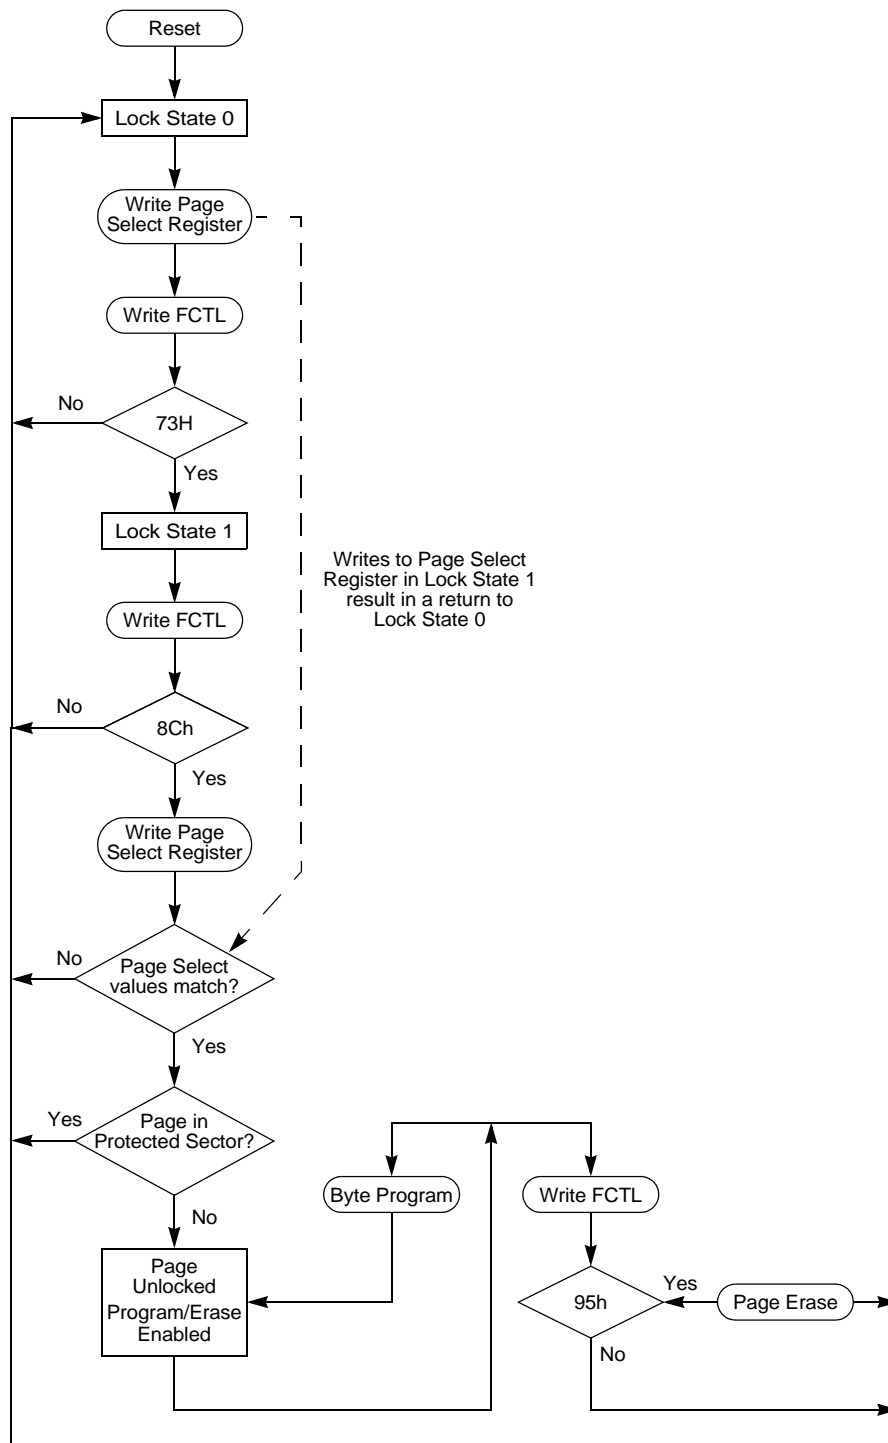 Reset
Lock State 0
Write Page
Select Register
Write FCTL
No
73H
Yes
Lock State 1
Writes to Page Select
Register in Lock State 1
result in a return to
Lock State 0
Write FCTL
No
8Ch
Yes
Write Page
Select Register
No
Page Select
values match?
Yes
Yes
Page in
Protected Sector?
No
Byte Program
Write FCTL
Page
Unlocked
Program/Erase
Enabled
95h
Yes
Page Erase
No